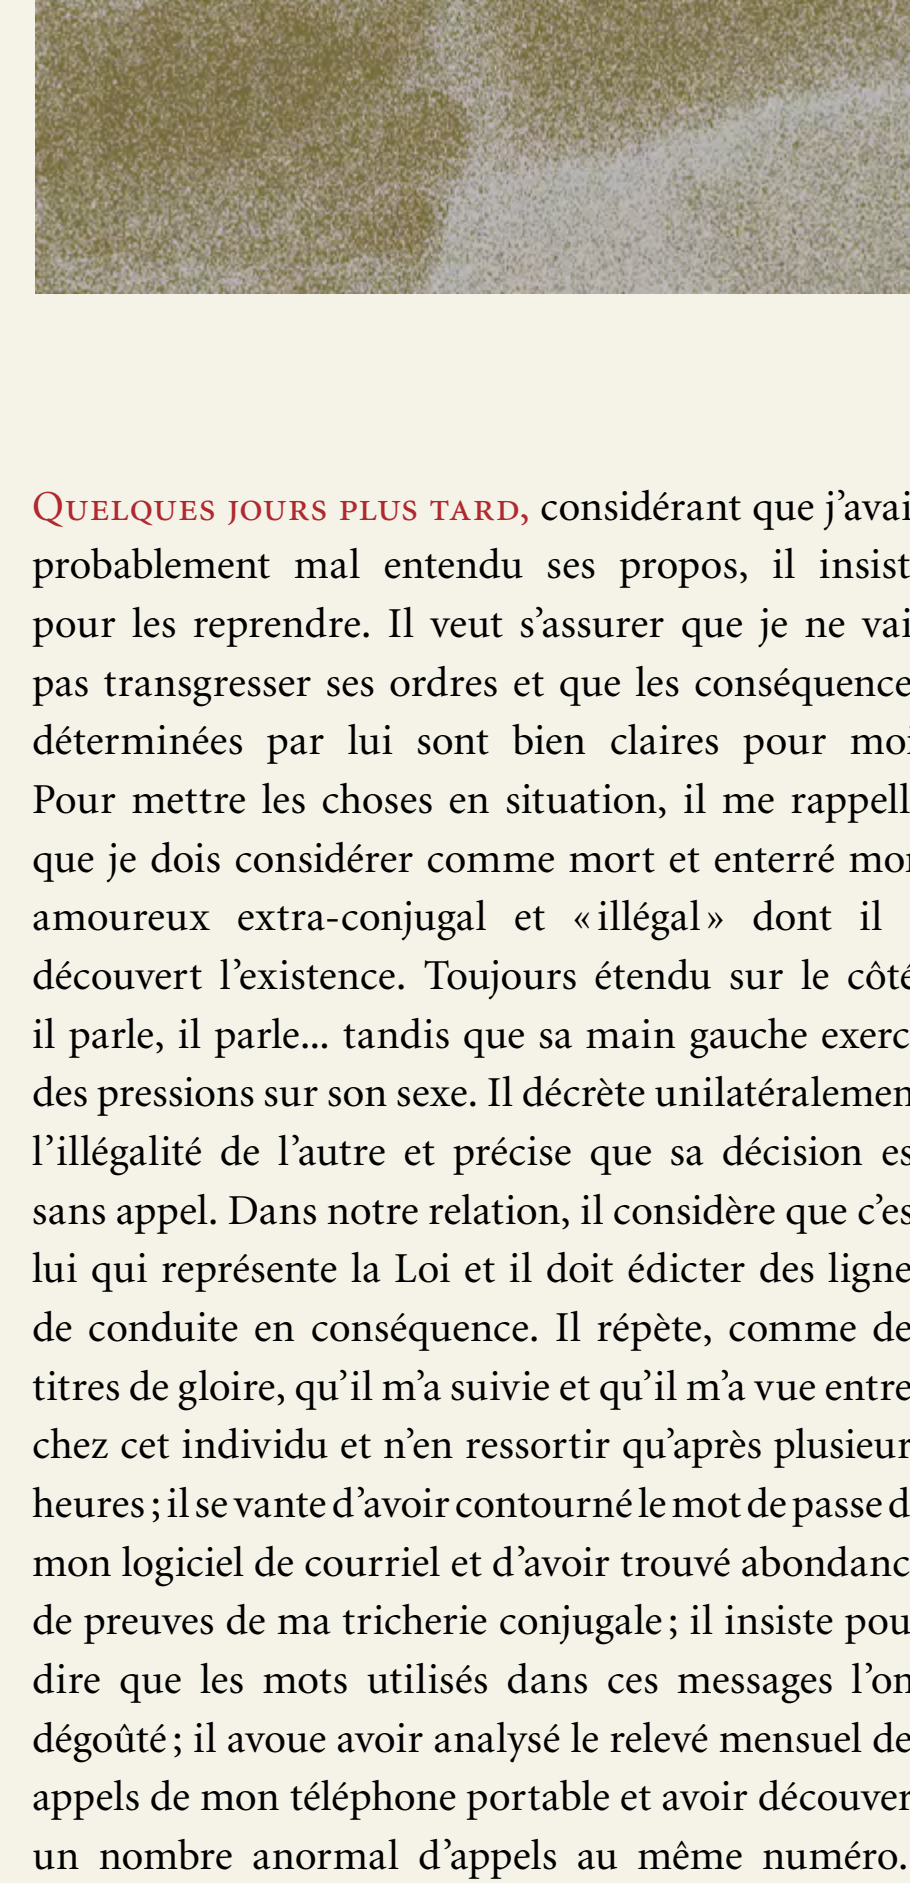 Quelques jours plus tard, considérant que j’avai
probablement mal entendu ses propos, il insist
pour les reprendre. Il veut s’assurer que je ne vai
pas transgresser ses ordres et que les conséquence
déterminées par lui sont bien claires pour moi
Pour mettre les choses en situation, il me rappell
que je dois considérer comme mort et enterré mon
amoureux extra-conjugal et « illégal » dont il
découvert l’existence. Toujours étendu sur le côté
il parle, il parle... tandis que sa main gauche exerc
des pressions sur son sexe. Il décrète unilatéralemen
l’illégalité de l’autre et précise que sa décision es
sans appel. Dans notre relation, il considère que c’es
lui qui représente la Loi et il doit édicter des ligne
de conduite en conséquence. Il répète, comme de
titres de gloire, qu’il m’a suivie et qu’il m’a vue entre
chez cet individu et n’en ressortir qu’après plusieur
heures ; il se vante d’avoir contourné le mot de passe d
mon logiciel de courriel et d’avoir trouvé abondanc
de preuves de ma tricherie conjugale ; il insiste pou
dire que les mots utilisés dans ces messages l’on
dégoûté ; il avoue avoir analysé le relevé mensuel de
appels de mon téléphone portable et avoir découver
un nombre anormal d’appels au même numéro.